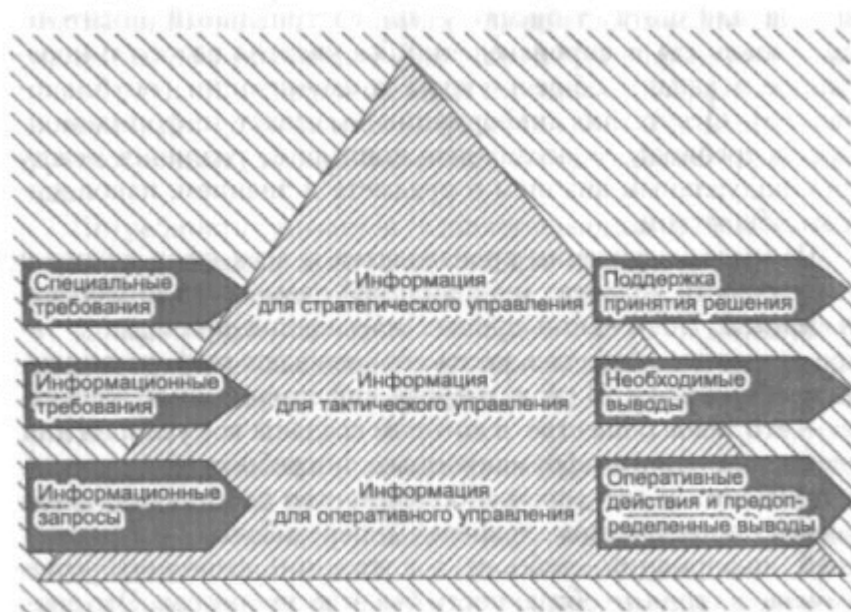 Специальные
требования
Информация
для стратегического управления
Поддержка
принятия решения
Информационные
требования
Информация
для тактического управления
Необходимые
выводы
Информационные
запросы
Информация
для оперативного управления
Оперативные
действия и предоп-
ределенные выводы